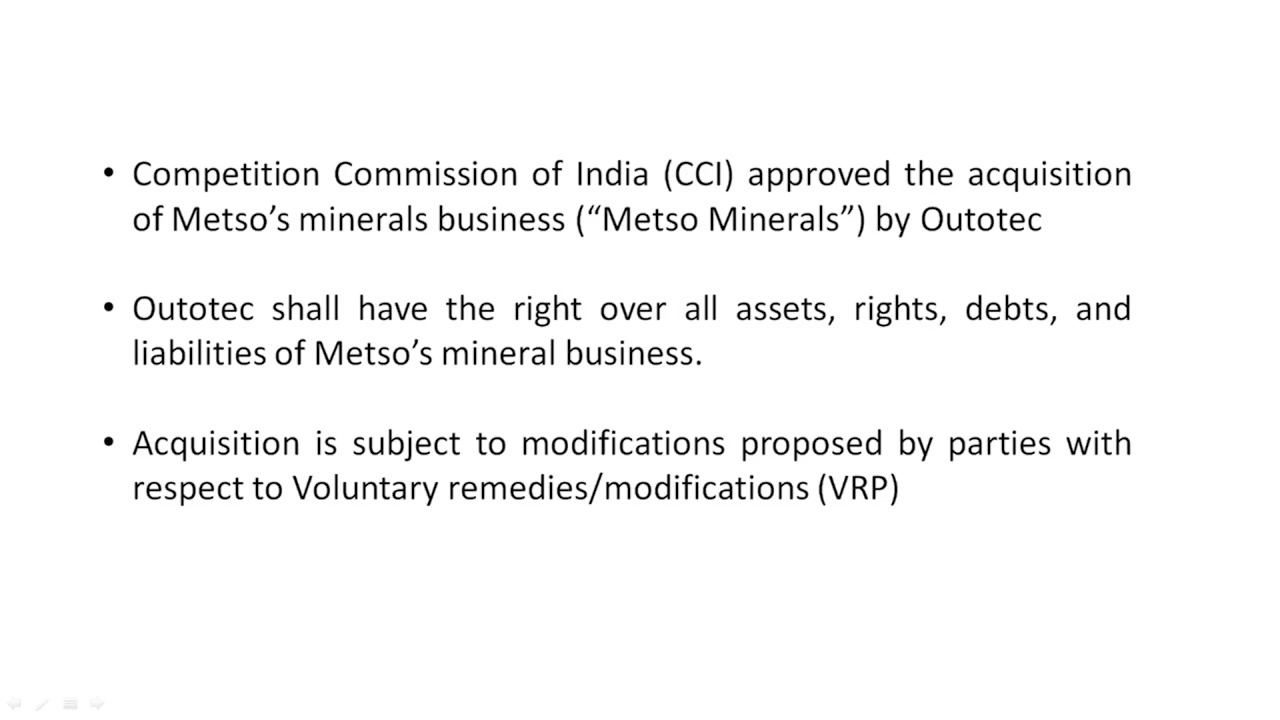 • Competition Commission of India (CCI) approved the acquisition
of Metso’s minerals business (“Metso Minerals”) by Outotec
• Outotec shall have the right over all assets, rights, debts, and
liabilities of Metso’s mineral business.
• Acquisition is subject to modifications proposed by parties with
respect to Voluntary remedies/modifications (VRP)